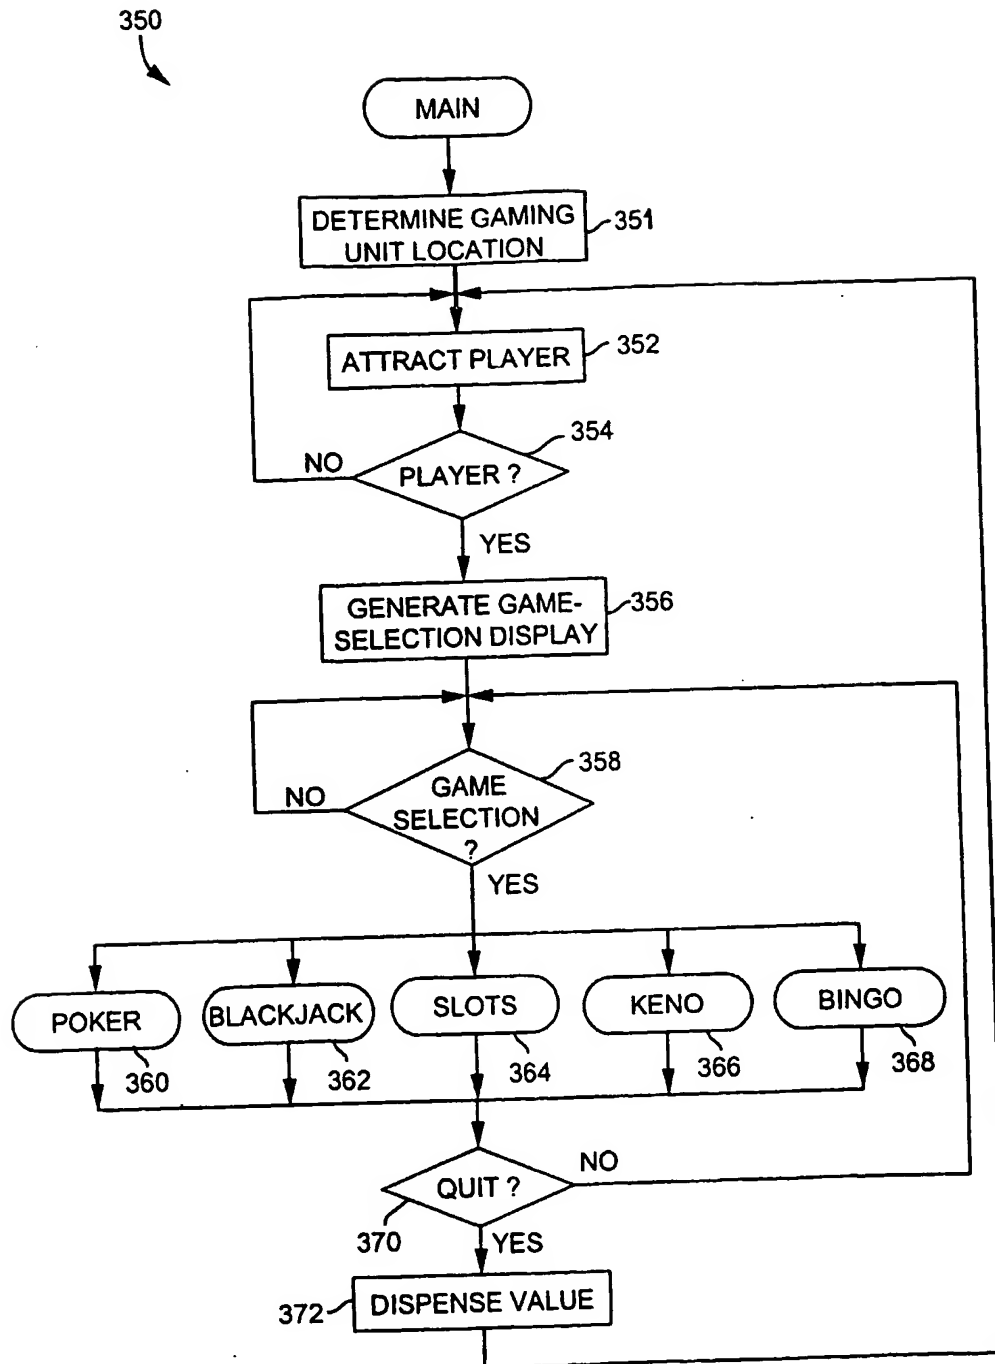 350
MAIN
DETERMINE GAMING
UNIT LOCATION
351
ATTRACT PLAYER
352
354
PLAYER ?
NO
YES
GENERATE GAME-
SELECTION DISPLAY
356
358
GAME
SELECTION
?
NO
YES
POKER
BLACKJACK
SLOTS
KENO
BINGO
360
362
364
366
368
QUIT ?
NO
370
YES
DISPENSE VALUE
372